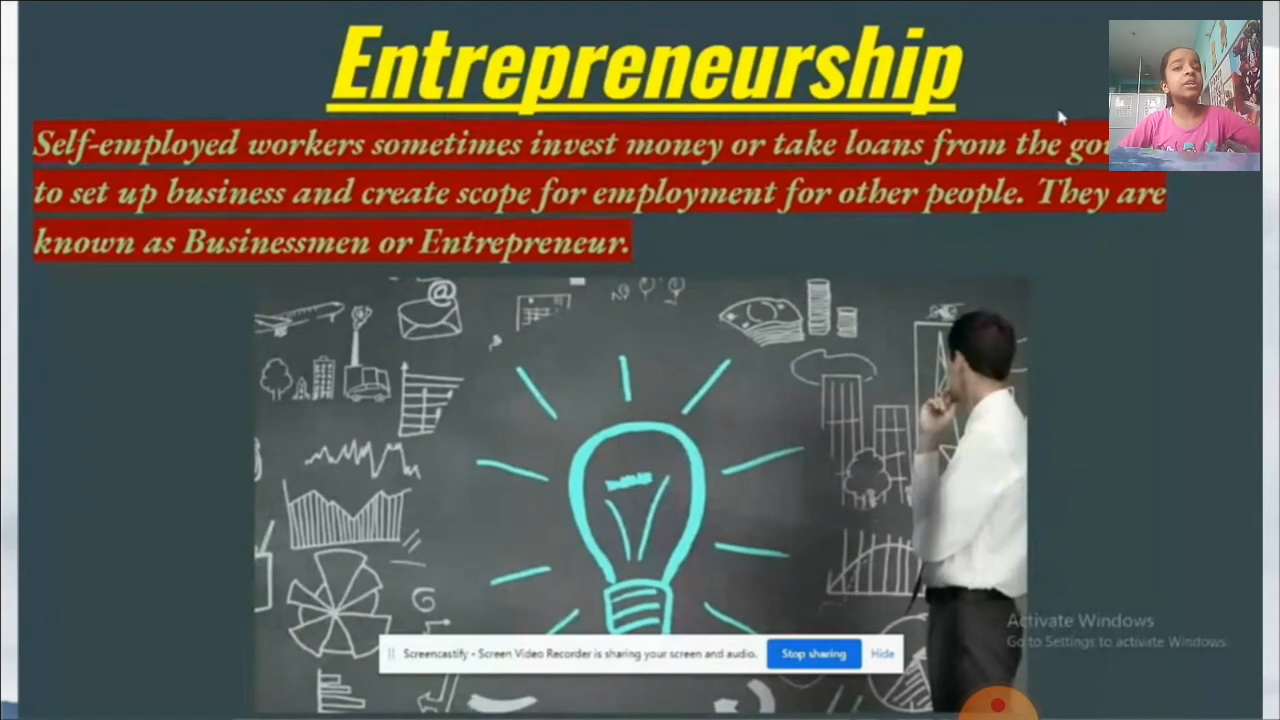 Entrepreneurship
Self-employed workers sometimes invest money or take loans from the
to set up business and create scope for employment for other people. They are
known as Businessmen or Entrepreneur.
@
Activate Windows
Go to Settings to activate Windows.
Screencastify - Screen Video Recorder is sharing your screen and audio.
Stop sharing
Hide